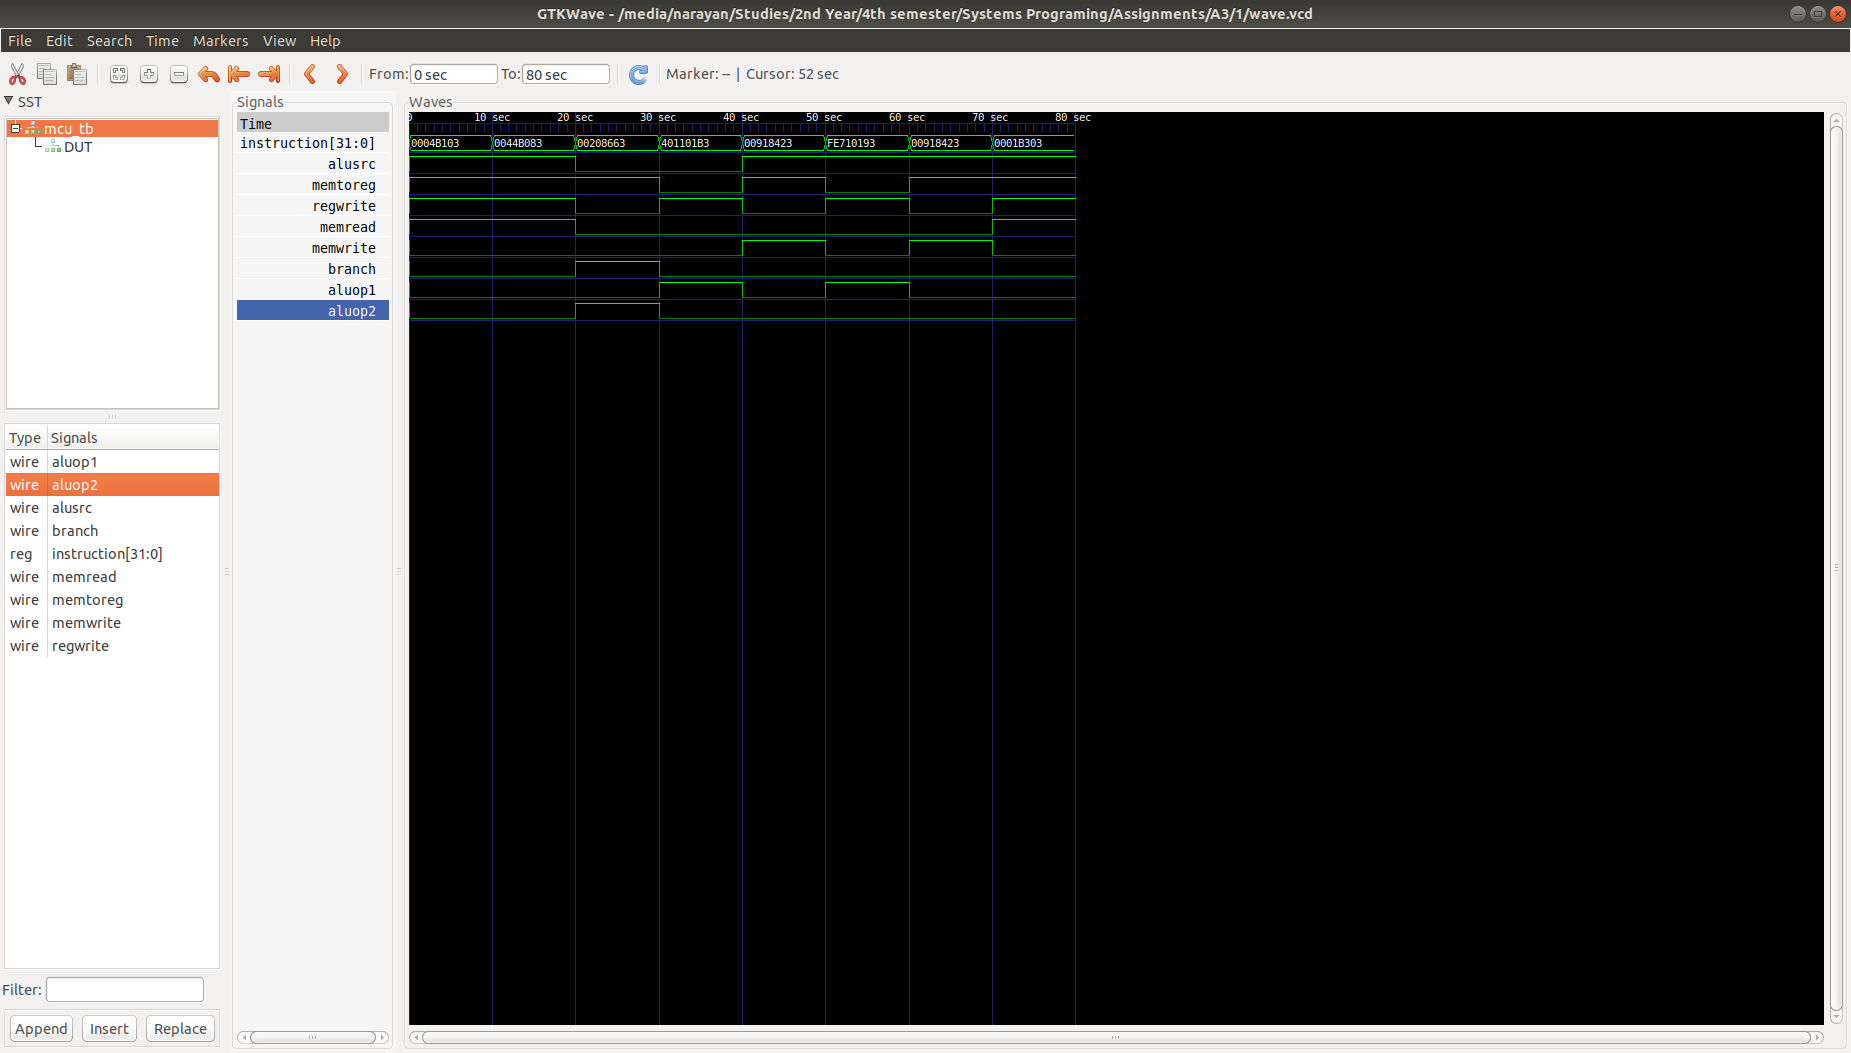 GTKWave - /media/narayan/Studies/2nd Year/4th semester/Systems Programing/Assignments/A3/1/wave.vcd
File Edit Search Time Markers View Help
From: 0 sec To: 80 sec Marker: -- | Cursor: 52 sec
SST
mcu_tb
DUT
Type Signals
wire aluop1
wire aluop2
wire alusrc
wire branch
reg instruction[31:0]
wire memread
wire memtoreg
wire memwrite
wire regwrite
Filter:
Append Insert Replace
Signals
Time
instruction[31:0]
alusrc
memtoreg
regwrite
memread
memwrite
branch
aluop1
aluop2
Waves
0 10 sec 20 sec 30 sec 40 sec 50 sec 60 sec 70 sec 80 sec
0004B103 0044B083 00208663 401101B3 00918423 FE710193 00918423 0001B303